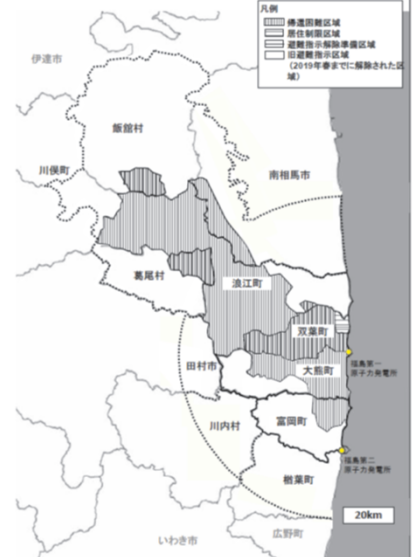 凡例
帰還困難区域
居住制限区域
避難指示解除準備区域
旧避難指示区域
(2019年春までに解除された区
域)
伊達市
飯舘村
川俣町
南相馬市
葛尾村
浪江町
双葉町
福島第一
原子力発電所
大熊町
田村市
富岡町
川内村
福島第二
原子力発電所
楢葉町
20km
広野町
いわき市